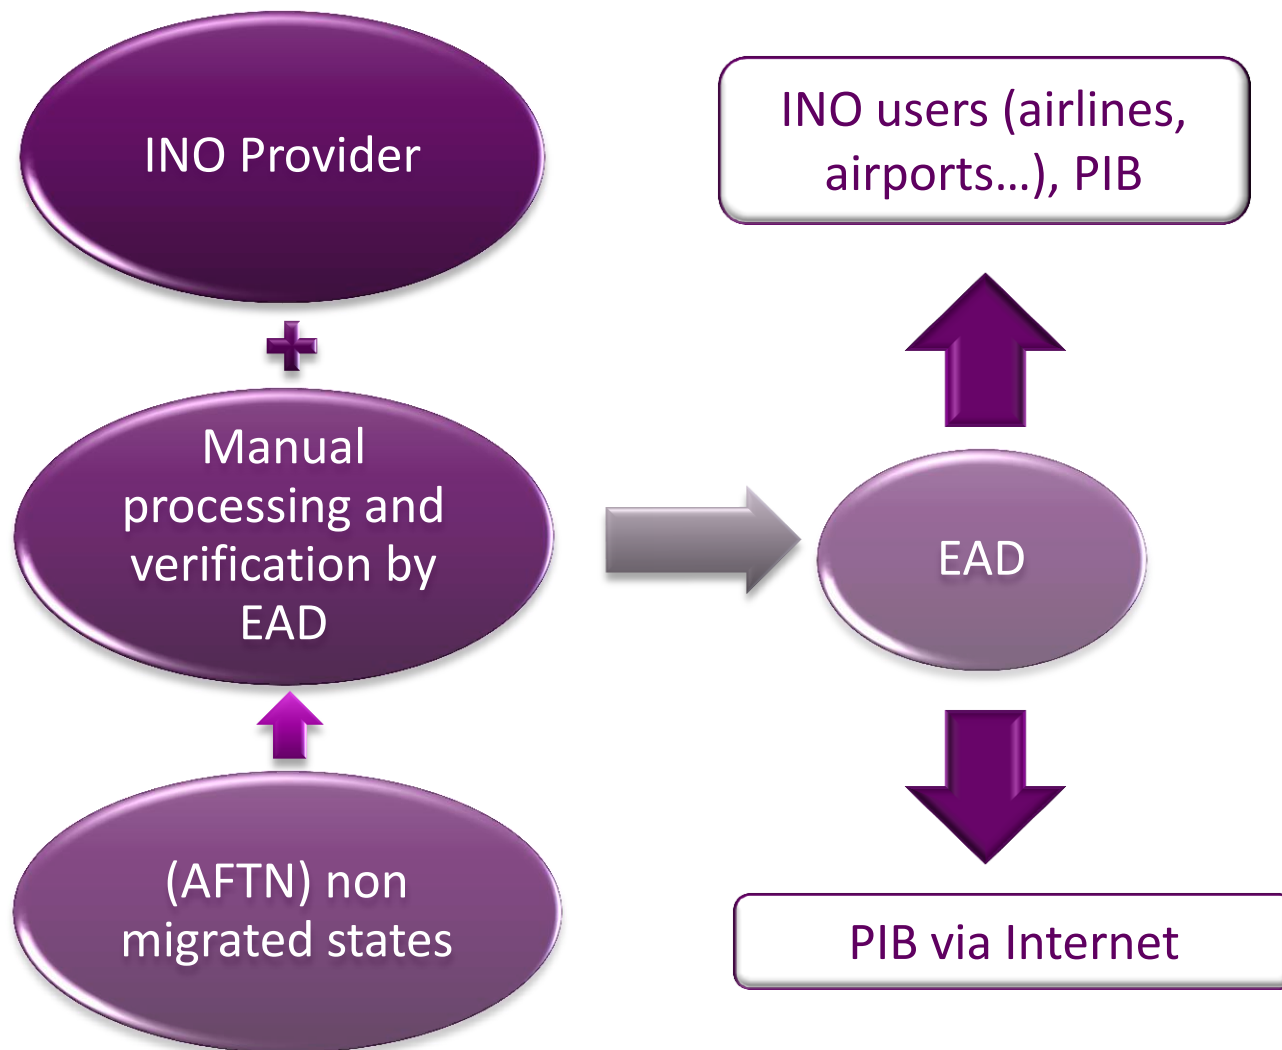 INO Provider
Manual
processing and
verification by
EAD
(AFTN) non
migrated states
INO users (airlines,
airports…), PIB
EAD
PIB via Internet